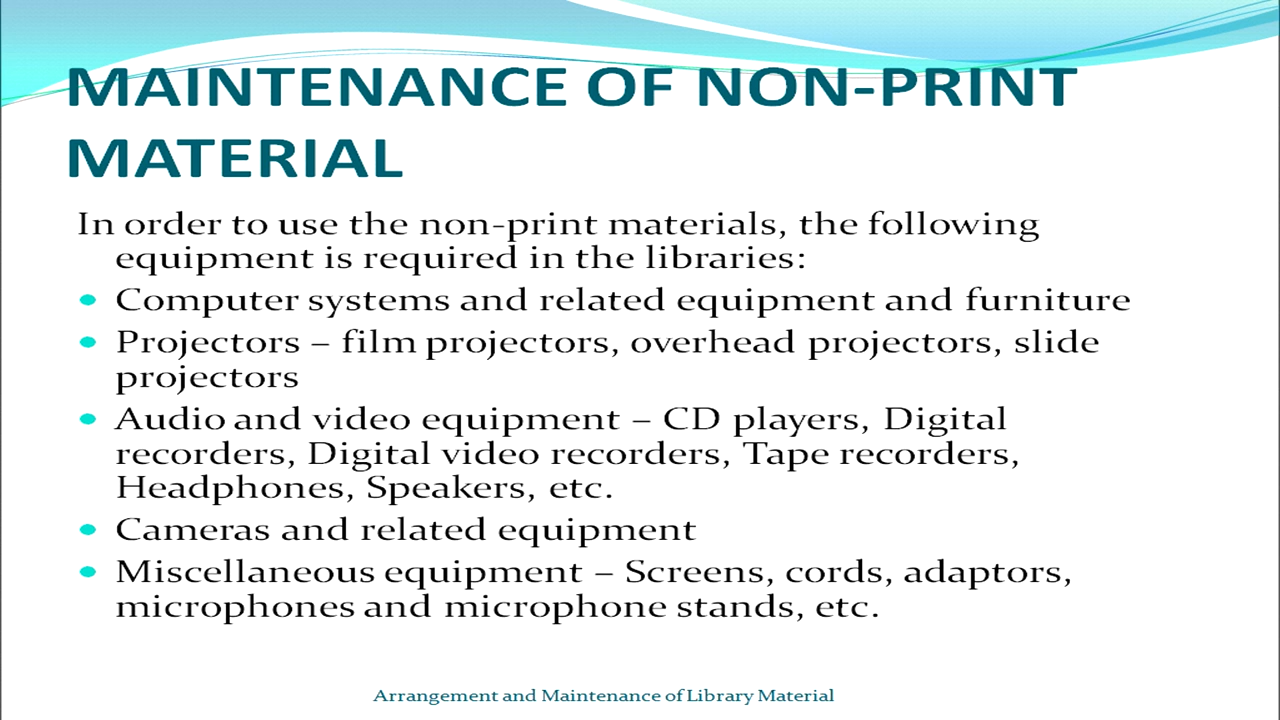 MAINTENANCE OF NON-PRINT
MATERIAL
In order to use the non-print materials, the following
equipment is required in the libraries:
• Computer systems and related equipment and furniture
• Projectors – film projectors, overhead projectors, slide
projectors
• Audio and video equipment – CD players, Digital
recorders, Digital video recorders, Tape recorders,
Headphones, Speakers, etc.
• Cameras and related equipment
• Miscellaneous equipment – Screens, cords, adaptors,
microphones and microphone stands, etc.
Arrangement and Maintenance of Library Material